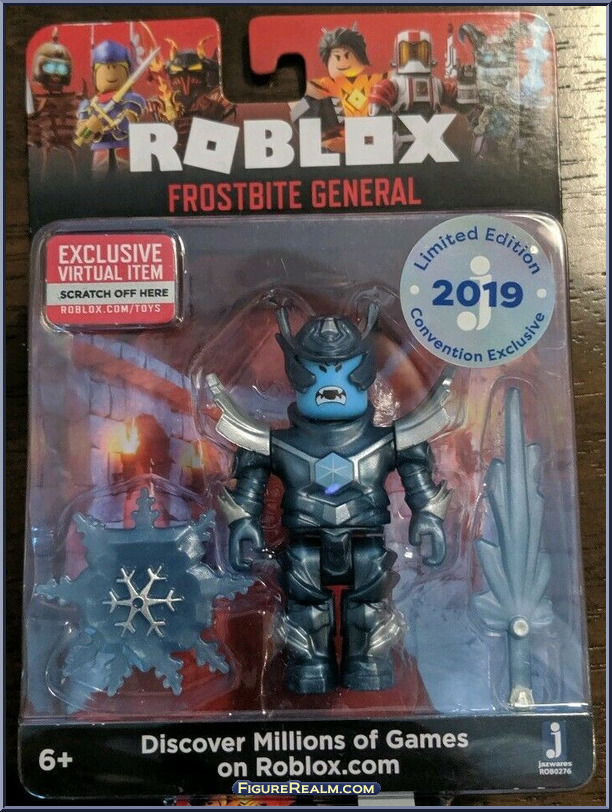 ROBLOX
FROSTBITE GENERAL
EXCLUSIVE
VIRTUAL ITEM
SCRATCH OFF HERE
ROBLOX.COM/TOYS
Limited Edition
j
2019
Convention Exclusive
6+
Discover Millions of Games
on Roblox.com
j
jazwares
ROB0276
FIGUREREALM.COM